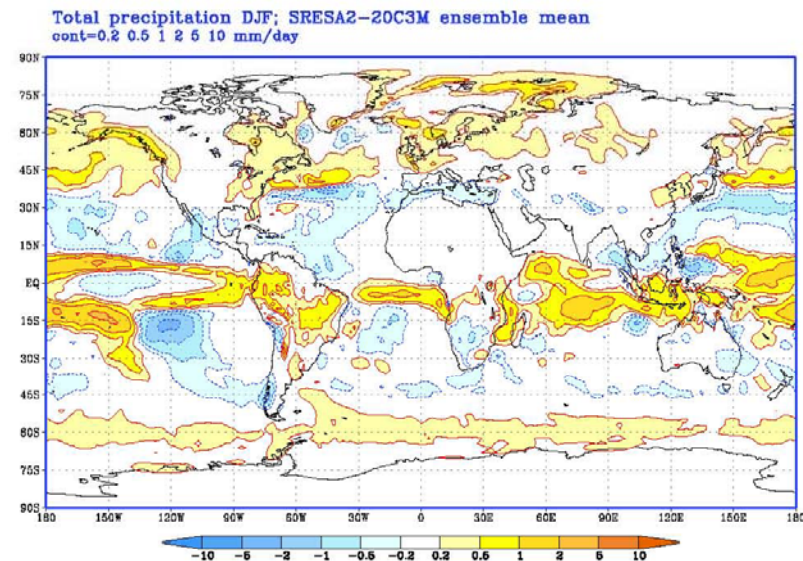 Total precipitation DJF; SRESA2-20C3M ensemble mean
cont=0.2 0.5 1 2 5 10 mm/day
90N
75N
60N
45N
30N
15N
EQ
15S
30S
45S
60S
75S
90S
180 150W 120W 90W 60W 30W 0 30E 60E 90E 120E 150E 180
-10 -5 -2 -1 -0.5 -0.2 0.2 0.5 1 2 5 10